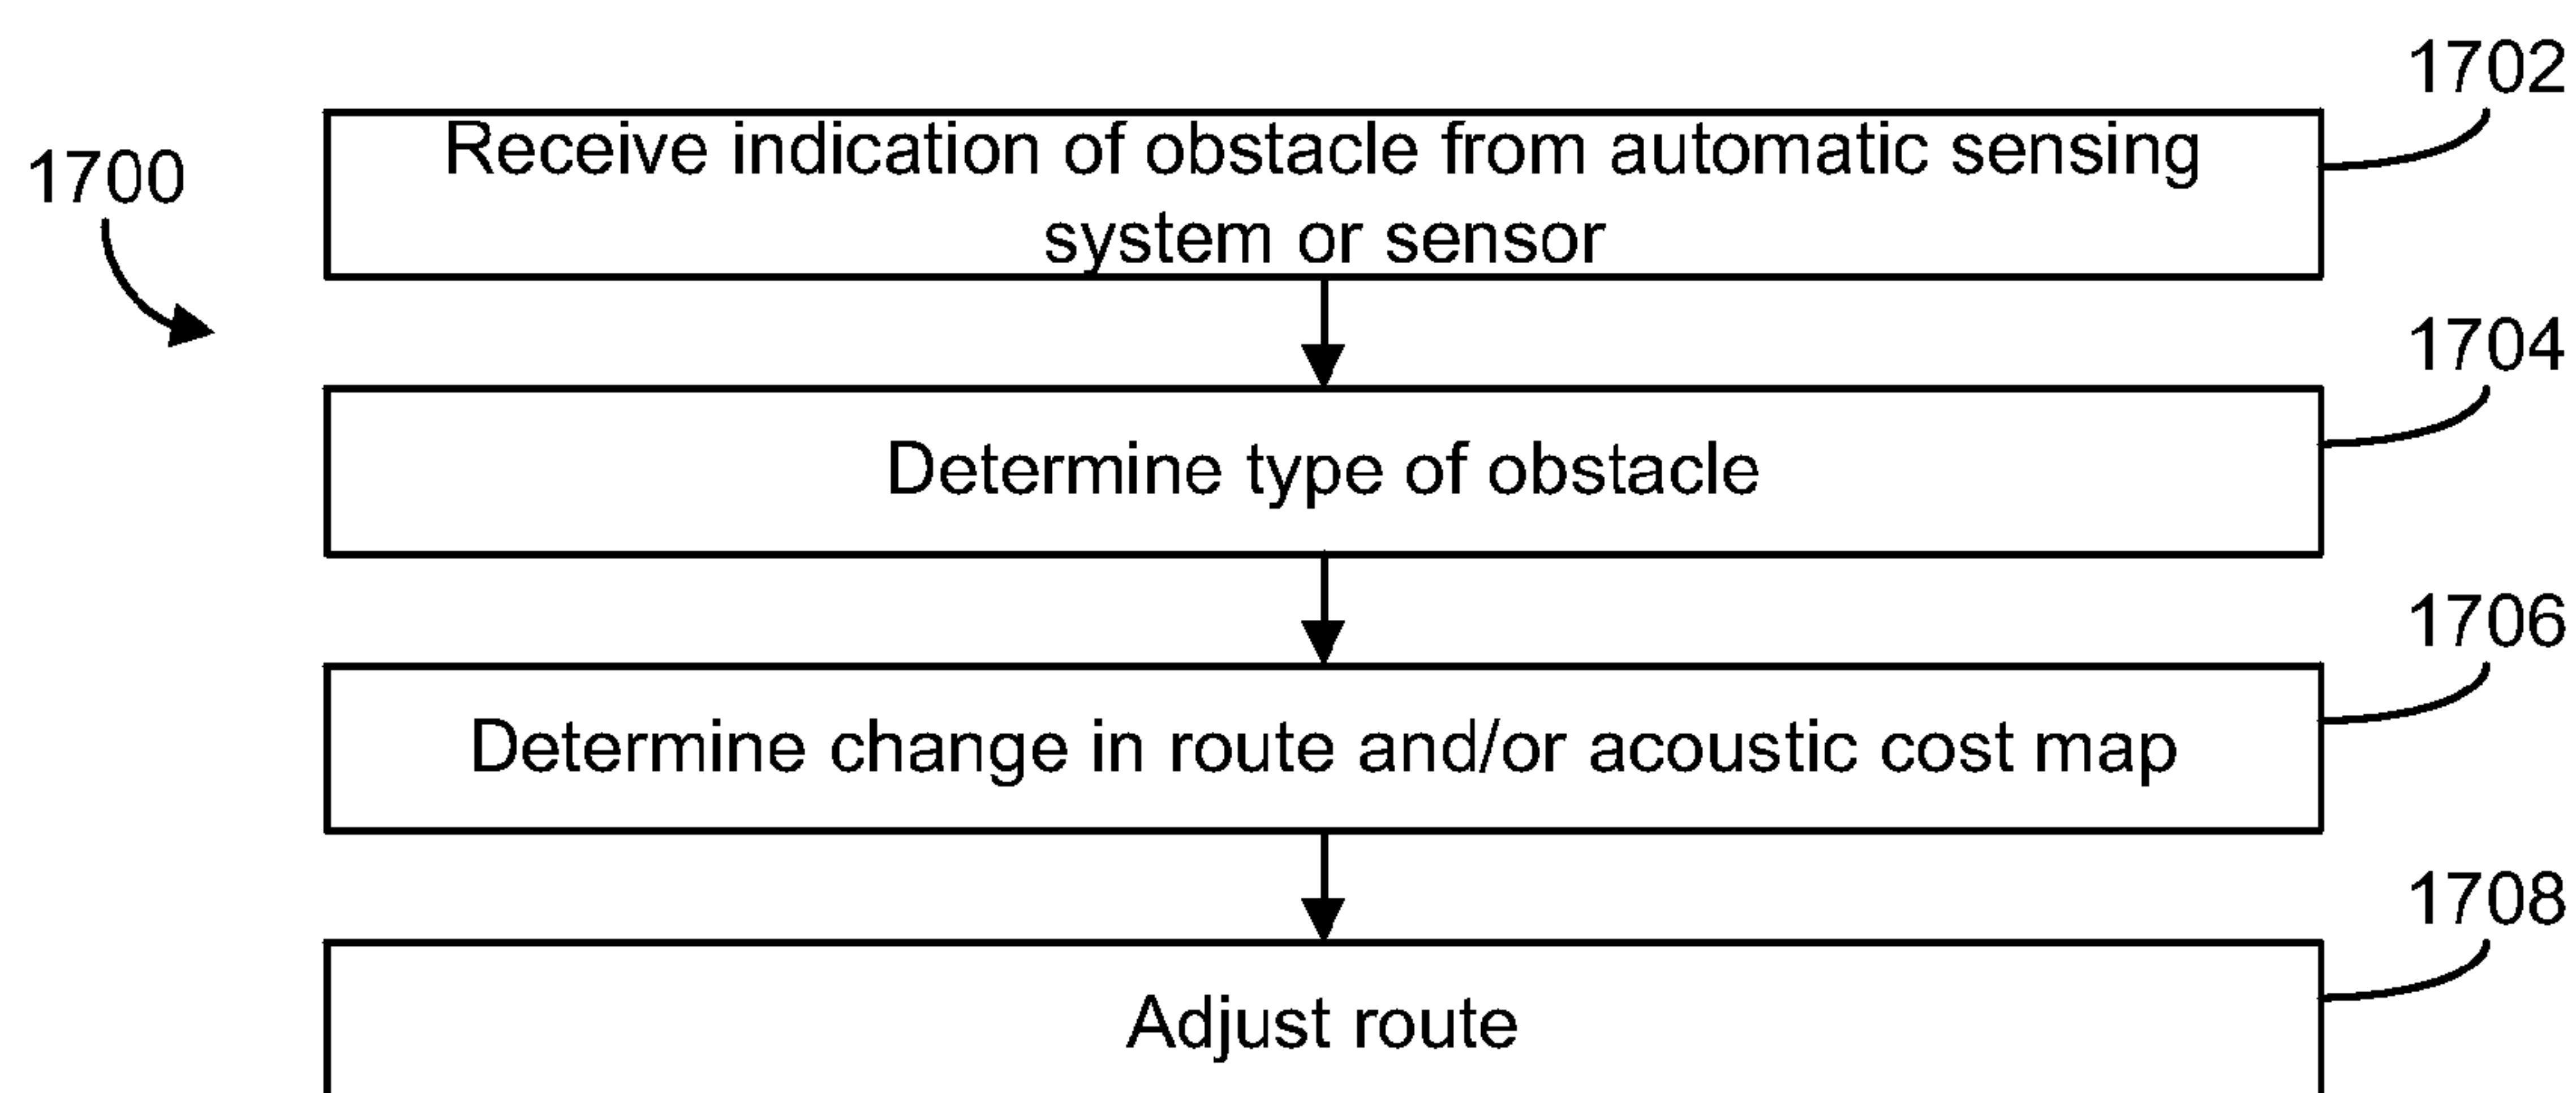 1702
Receive indication of obstacle from automatic sensing
system or sensor
1700
1704
Determine type of obstacle
1706
Determine change in route and/or acoustic cost map
1708
Adjust route